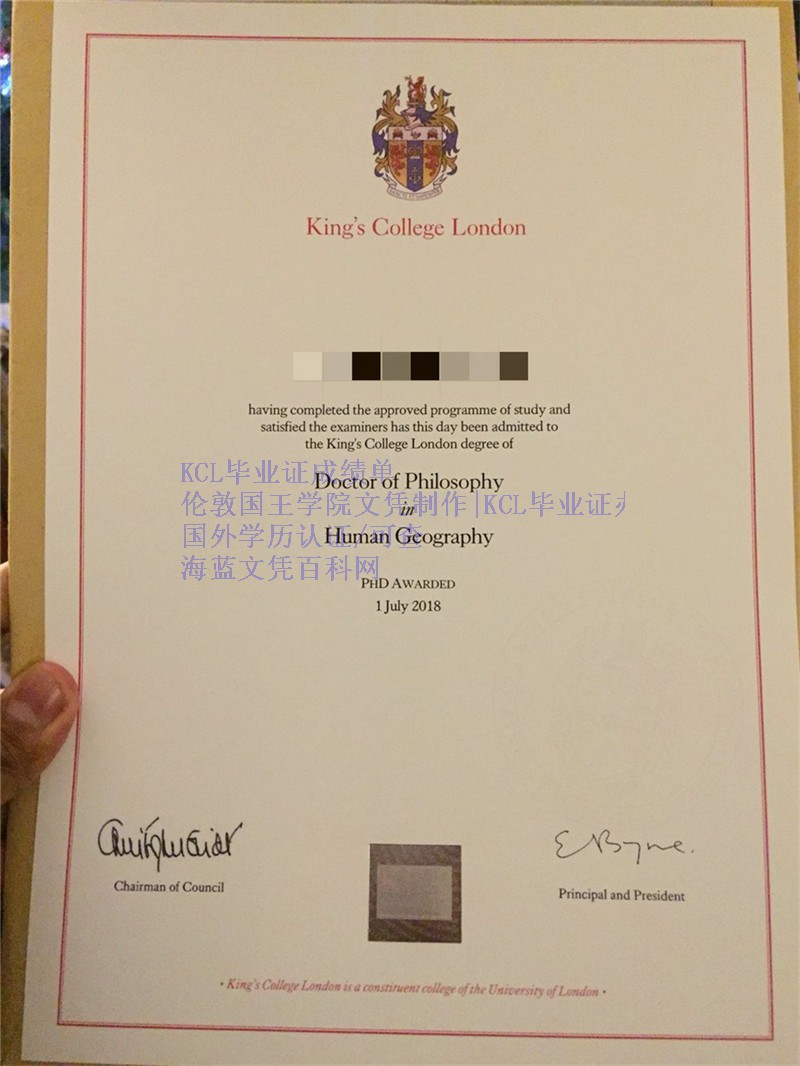 King's College London
having completed the approved programme of study and
satisfied the examiners has this day been admitted to
the King's College London degree of
KCL毕业证成绩单
Doctor of Philosophy
伦敦国王学院文凭制作|KCL毕业证
in
国外学历认证/可查
Human Geography
海蓝文凭百科网
PHD AWARDED
1 July 2018
Chairman of Council
Principal and President
• King's College London is a constituent college of the University of London •